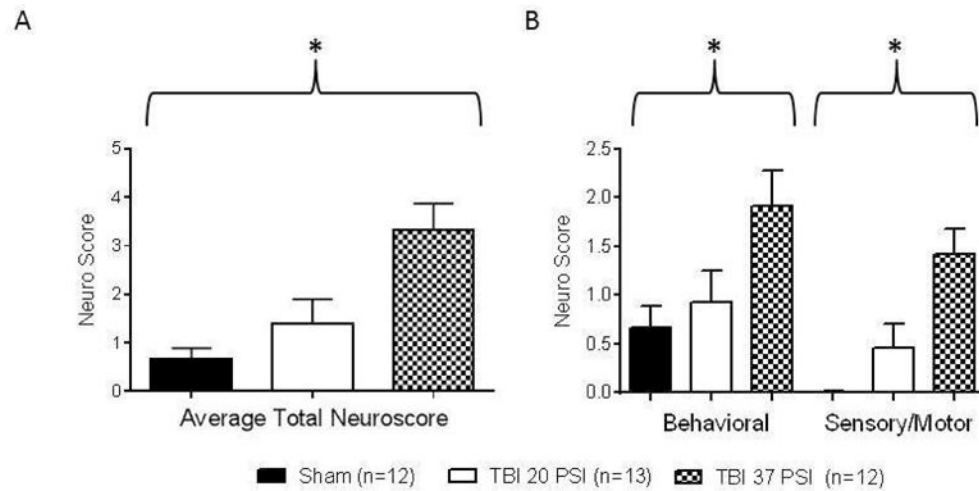 A
*
Neuro Score
5
4
3
2
1
0
Average Total Neuroscore
B
* *
Neuro Score
2.5
2.0
1.5
1.0
0.5
0.0
Behavioral Sensory/Motor
Sham (n=12) TBI 20 PSI (n=13) TBI 37 PSI (n=12)